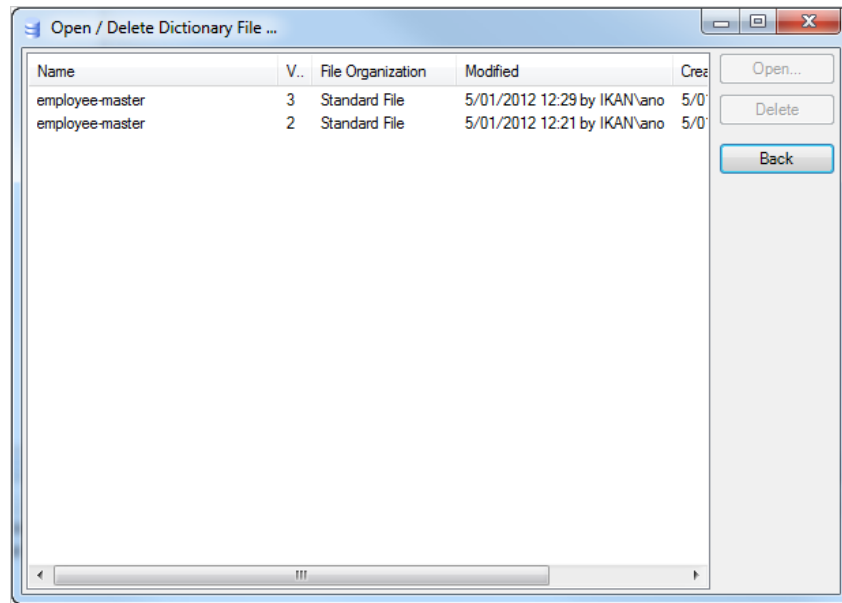 Open / Delete Dictionary File ...
Name V.. File Organization Modified Crea
employee-master 3 Standard File 5/01/2012 12:29 by IKAN\ano 5/0
employee-master 2 Standard File 5/01/2012 12:21 by IKAN\ano 5/0
Open...
Delete
Back